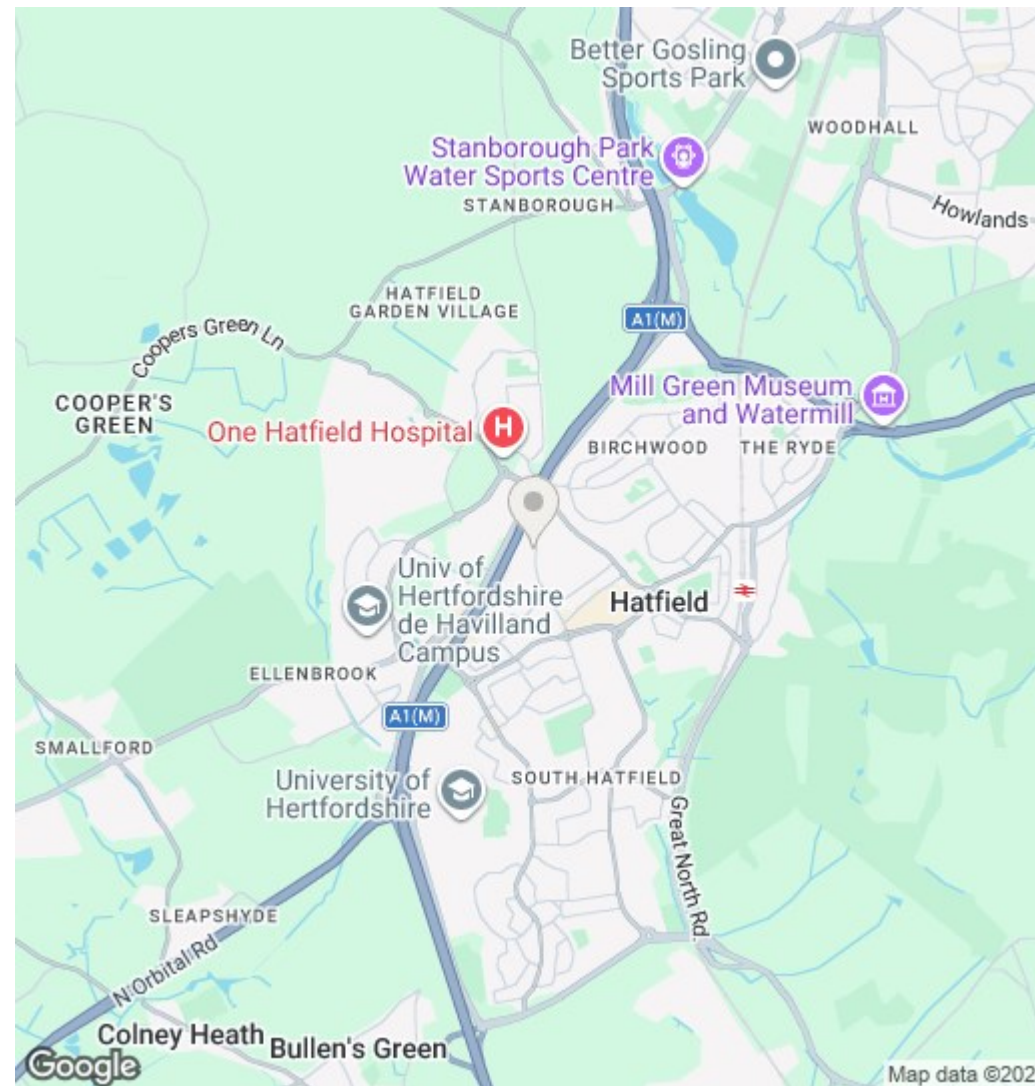 Better Gosling
Sports Park
WOODHALL
Stanborough Park
Water Sports Centre
STANBOROUGH
Howlands
HATFIELD
GARDEN VILLAGE
A1(M)
Coopers Green Ln
Mill Green Museum
and Watermill
COOPER'S
GREEN
One Hatfield Hospital
H
BIRCHWOOD
THE RYDE
Univ of
Hertfordshire
de Havilland
Campus
Hatfield
ELLENBROOK
A1(M)
SMALLFORD
University of
Hertfordshire
SOUTH HATFIELD
Great North Rd.
SLEAPSHYDE
N Orbital Rd
Colney Heath
Bullen's Green
Google
Map data ©202